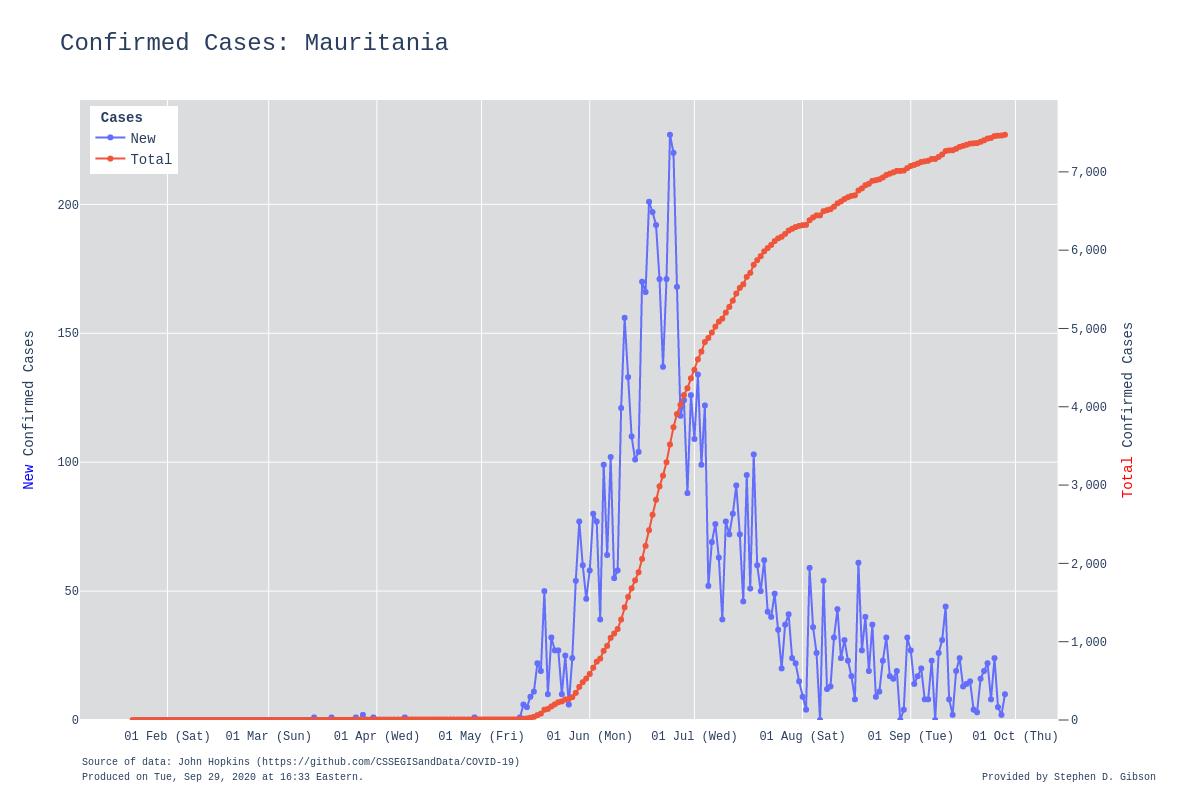 Confirmed Cases: Mauritania
Cases
New
Total
200
150
100
50
0
New Confirmed Cases
7,000
6,000
5,000
4,000
3,000
2,000
1,000
0
Total Confirmed Cases
01 Feb (Sat) 01 Mar (Sun) 01 Apr (Wed) 01 May (Fri) 01 Jun (Mon) 01 Jul (Wed) 01 Aug (Sat) 01 Sep (Tue) 01 Oct (Thu)
Source of data: John Hopkins (https://github.com/CSSEGISandData/COVID-19)
Produced on Tue, Sep 29, 2020 at 16:33 Eastern.
Provided by Stephen D. Gibson